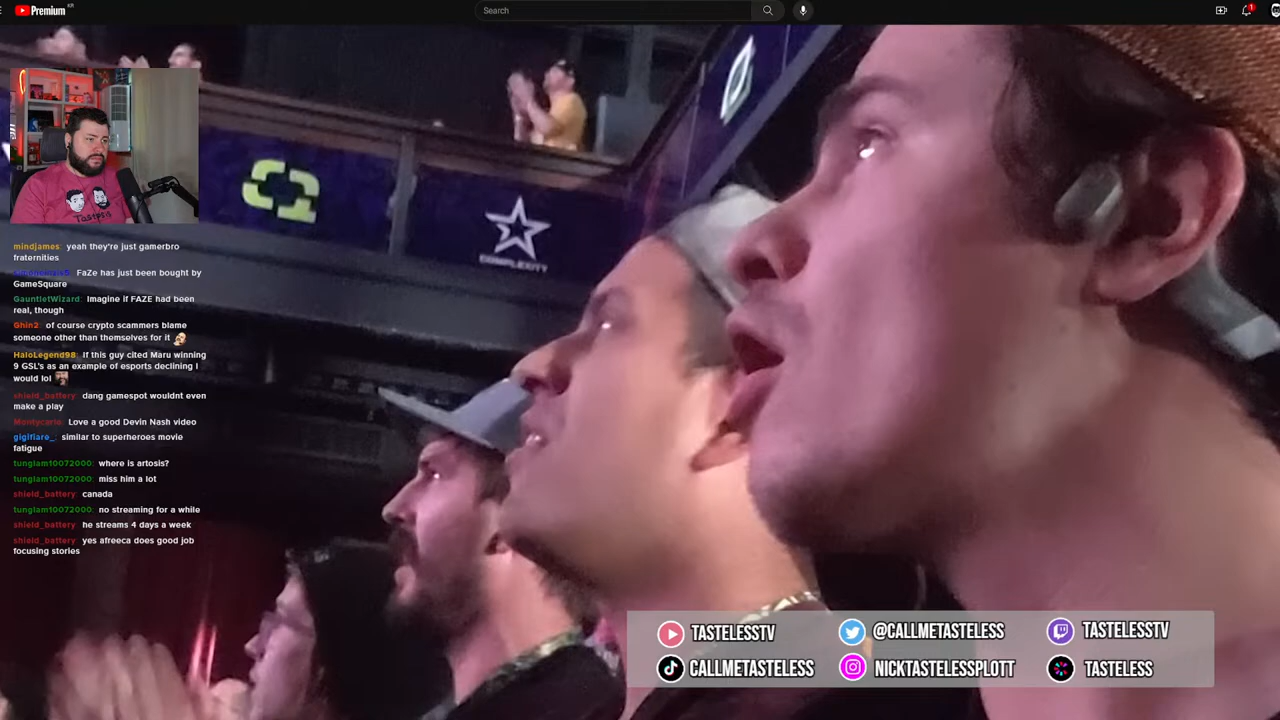 Premium KR
Search
1
Tastosis
COMPLEXITY
mindjames: yeah they're just gamerbro
fraternities
FaZe has just been bought by
GameSquare
GauntletWizard: Imagine if FAZE had been
real, though
Ghin2: of course crypto scammers blame
someone other than themselves for it
HaloLegend98: If this guy cited Maru winning
9 GSL's as an example of esports declining I
would lol
shield_battery: dang gamespot wouldnt even
make a play
Montycarlo: Love a good Devin Nash video
gigiflare_: similar to superheroes movie
fatigue
tunglam10072000: where is artosis?
tunglam10072000: miss him a lot
shield_battery: canada
tunglam10072000: no streaming for a while
shield_battery: he streams 4 days a week
shield_battery: yes afreeca does good job
focusing stories
TASTELESSTV @CALLMETASTELESS TASTELESSTV
CALLMETASTELESS NICKTASTELESSPLOTT TASTELESS